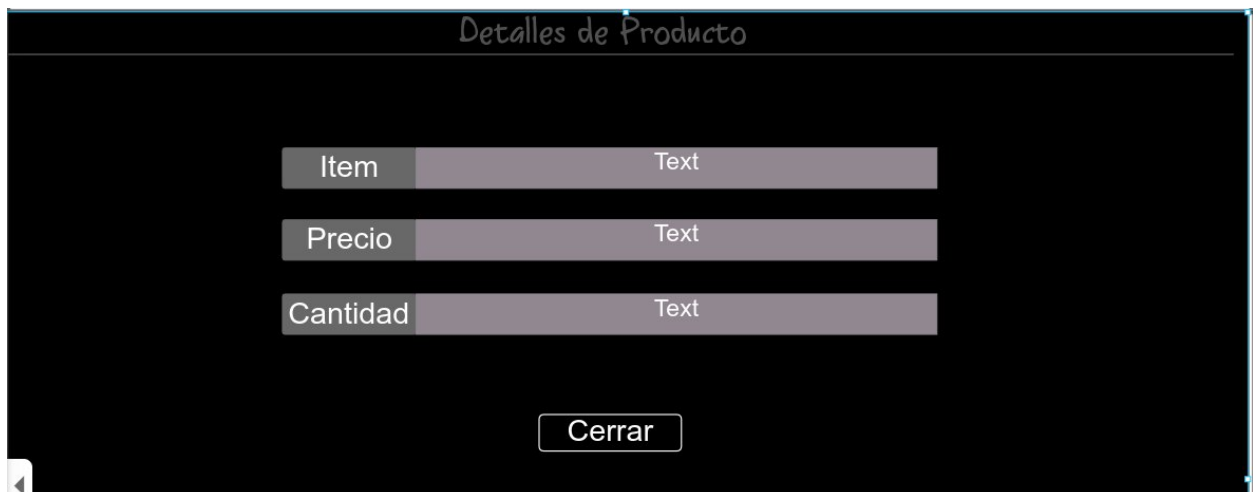 Detalles de Producto
Item Text
Precio Text
Cantidad Text
Cerrar